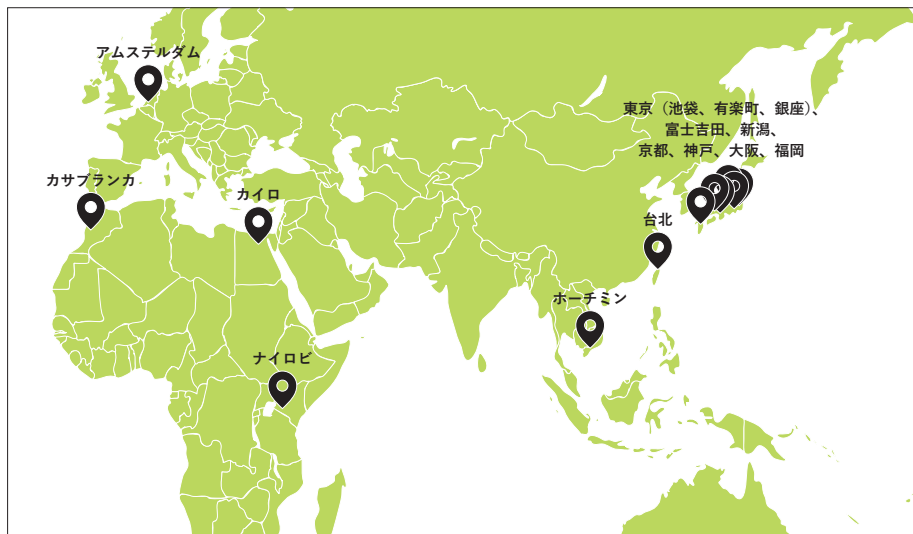 アムステルダム
東京（池袋、有楽町、銀座）、
富士吉田、新潟、
京都、神戸、大阪、福岡
カサブランカ
カイロ
台北
ホーチミン
ナイロビ